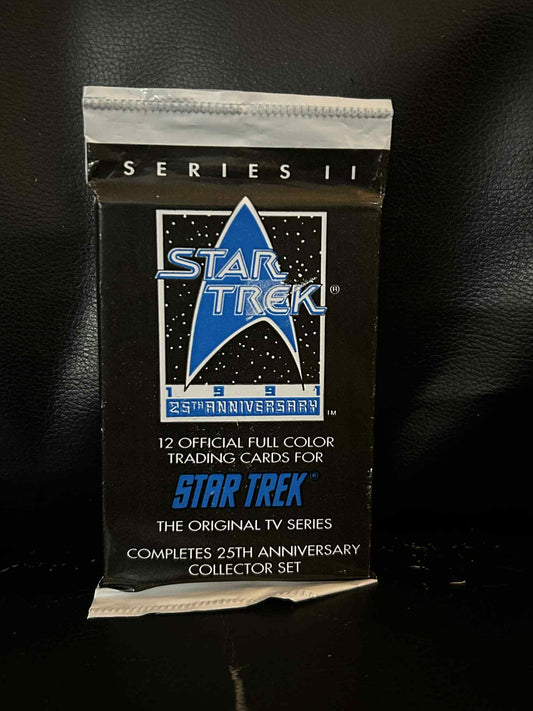 SERIES II
STAR
TREK ®
1991
25TH ANNIVERSARY ™
12 OFFICIAL FULL COLOR
TRADING CARDS FOR
STAR TREK ®
THE ORIGINAL TV SERIES
COMPLETES 25TH ANNIVERSARY
COLLECTOR SET